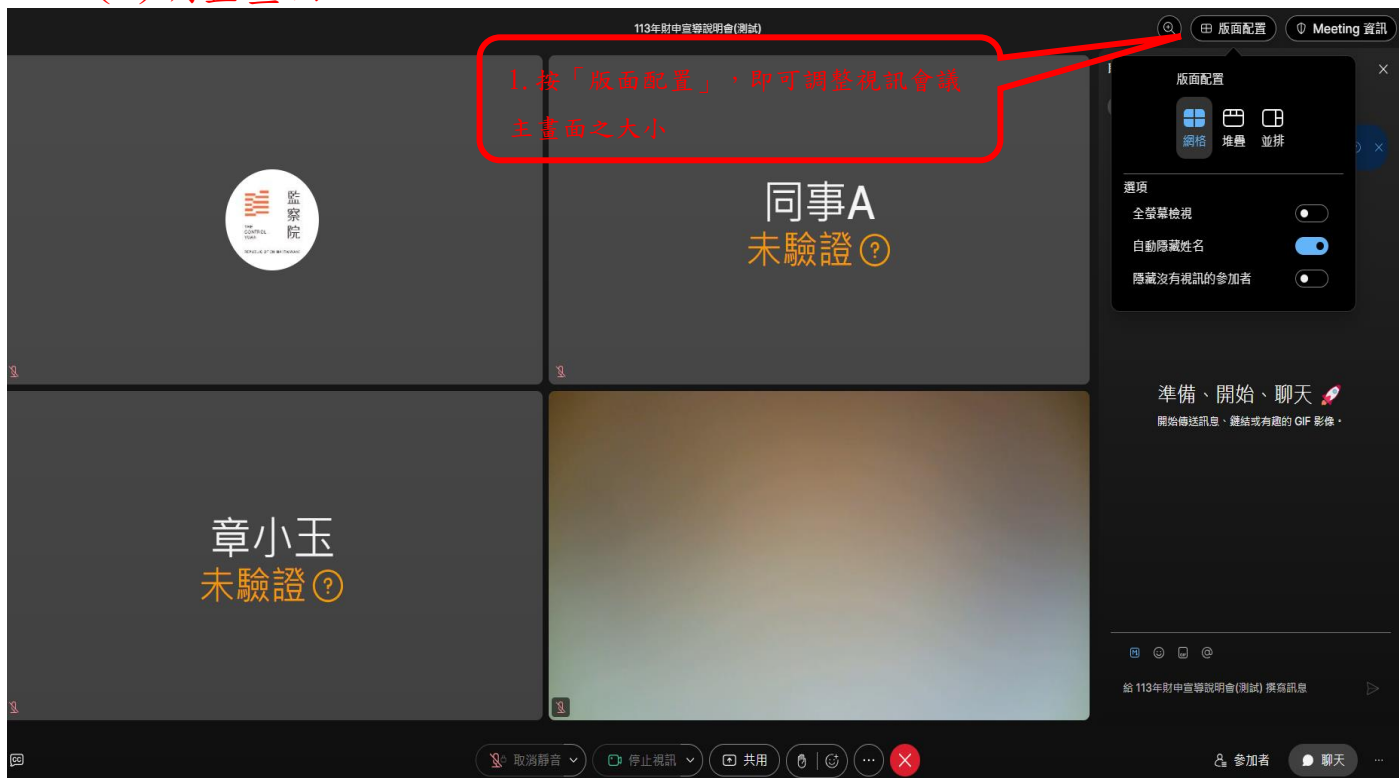 113年財申宣導說明會(測試)
版面配置
Meeting 資訊
1.按「版面配置」，即可調整視訊會議
主畫面之大小
版面配置
網格 堆疊 並排
選項
全螢幕檢視
自動隱藏姓名
隱藏沒有視訊的參加者
監察院
THE
CONTROL
YUAN
同事A
未驗證
章小玉
未驗證
準備、開始、聊天 🚀
開始傳送訊息、鏈結或有趣的 GIF 影像。
給 113年財申宣導說明會(測試) 撰寫訊息
CC
取消靜音
停止視訊
共用
參加者
聊天